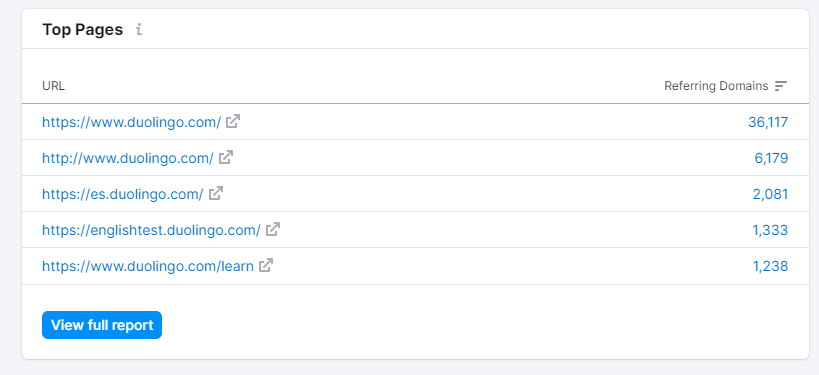 Top Pages i
URL Referring Domains
https://www.duolingo.com/ 36,117
http://www.duolingo.com/ 6,179
https://es.duolingo.com/ 2,081
https://englishtest.duolingo.com/ 1,333
https://www.duolingo.com/learn 1,238
View full report